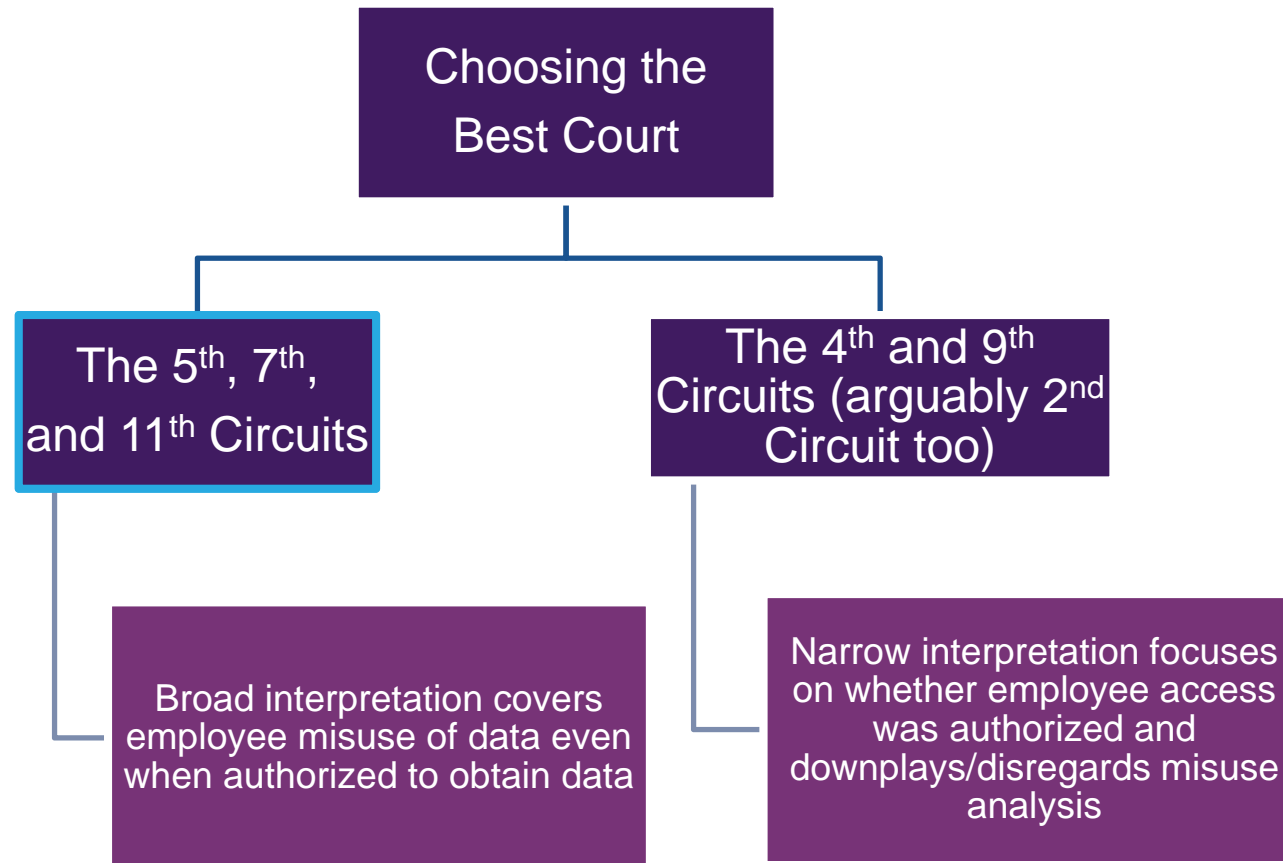 Choosing the
Best Court
The 5th, 7th,
and 11th Circuits
The 4th and 9th
Circuits (arguably 2nd
Circuit too)
Broad interpretation covers
employee misuse of data even
when authorized to obtain data
Narrow interpretation focuses
on whether employee access
was authorized and
downplays/disregards misuse
analysis